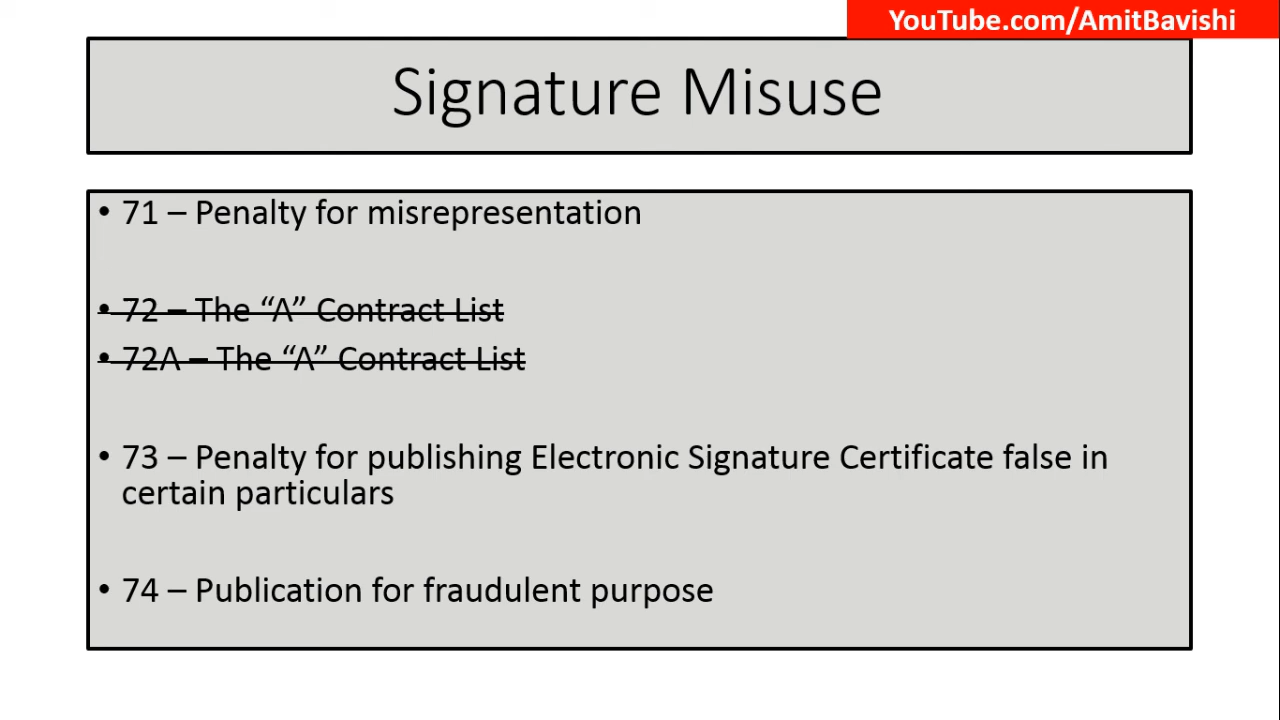 YouTube.com/AmitBavishi
Signature Misuse
• 71 – Penalty for misrepresentation
• 72 – The “A” Contract List
• 72A – The “A” Contract List
• 73 – Penalty for publishing Electronic Signature Certificate false in
certain particulars
• 74 – Publication for fraudulent purpose